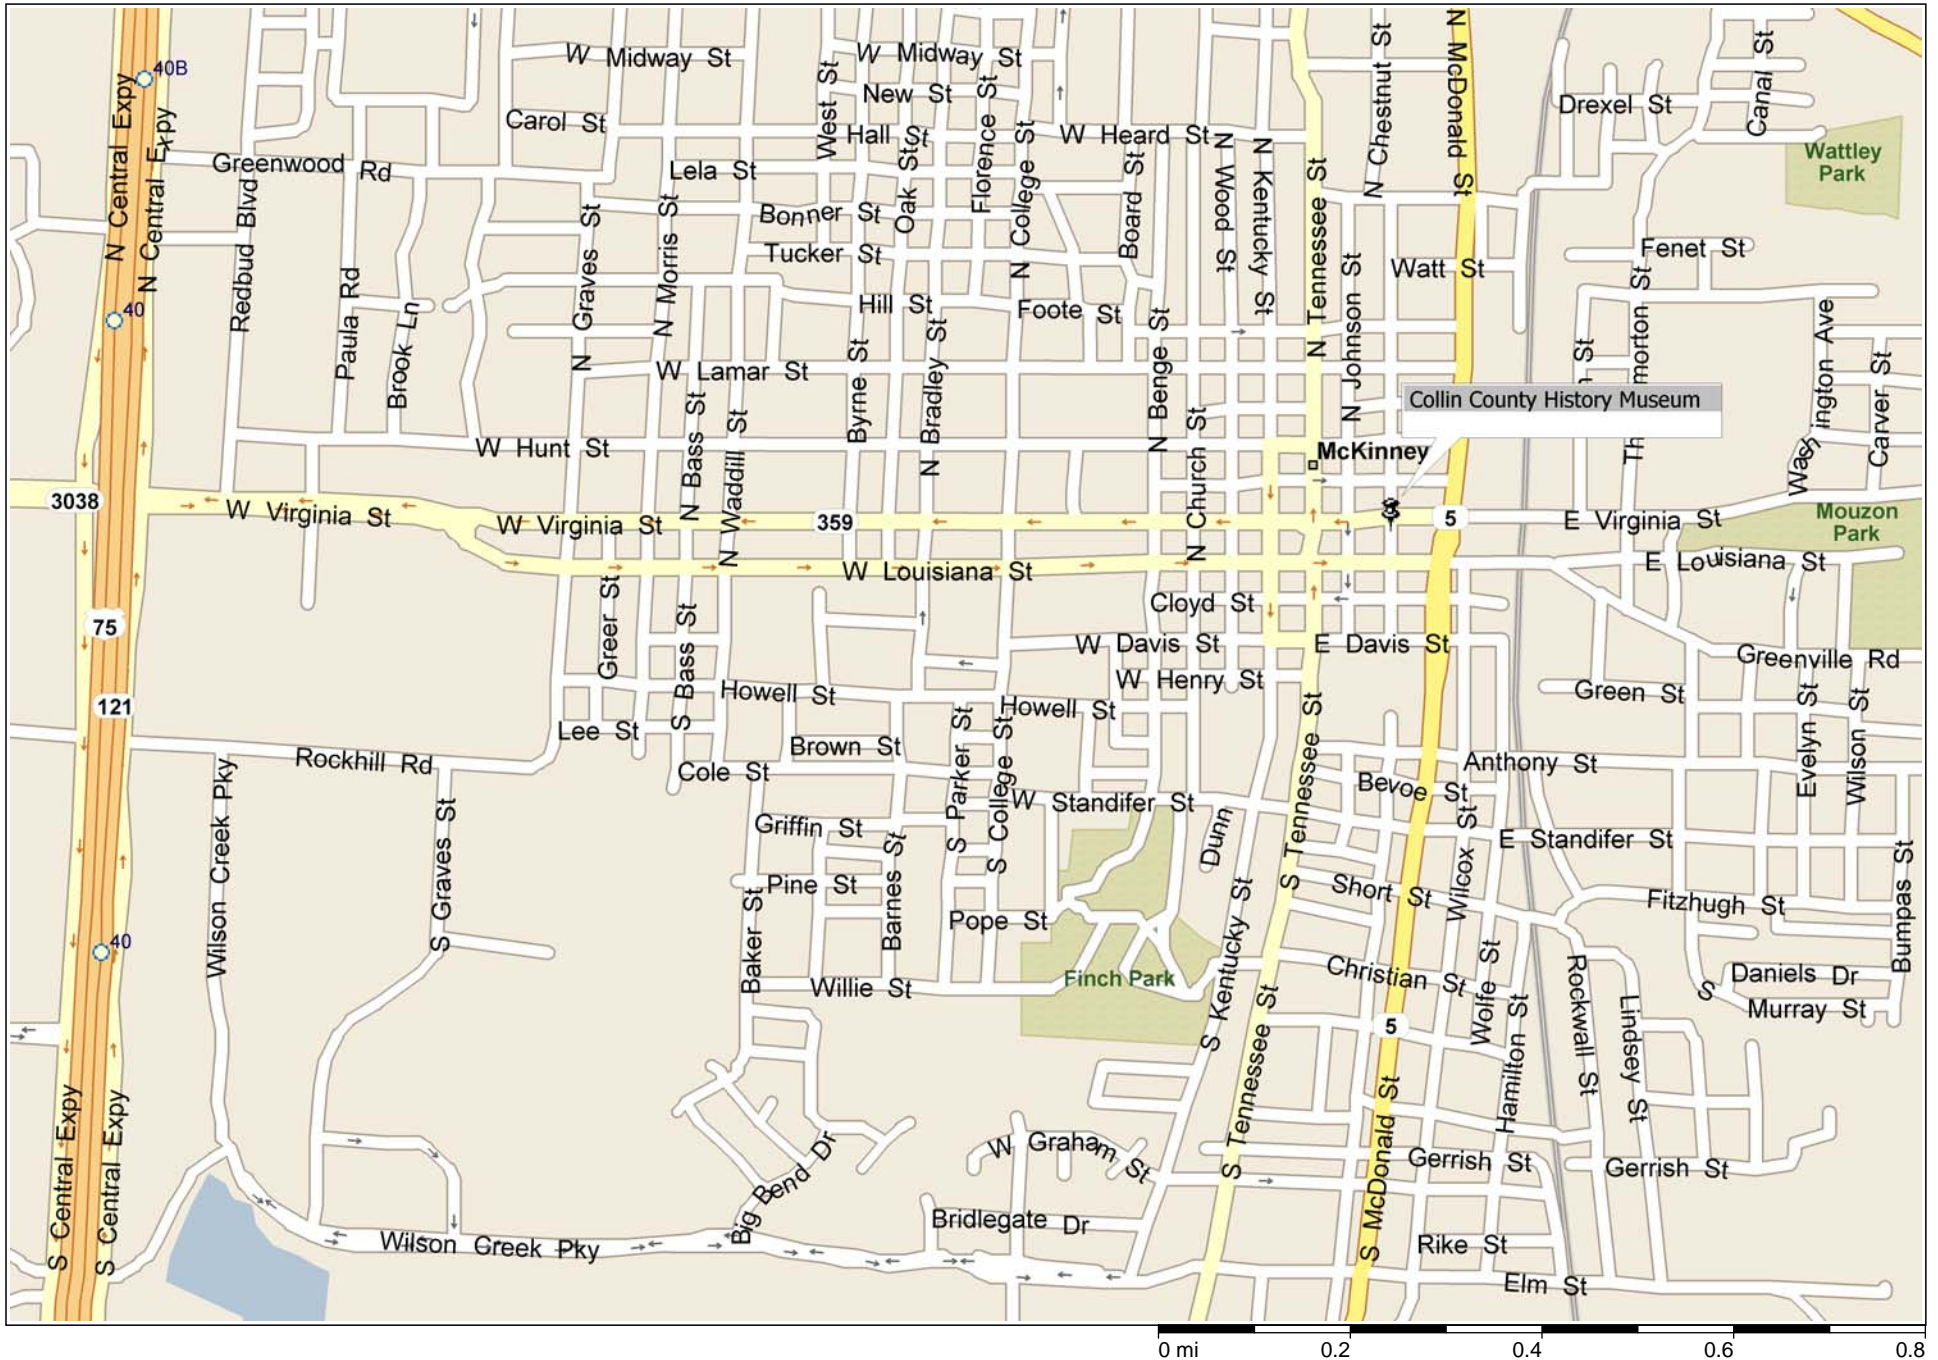 W Midway St
W Midway St
40B
N Central Expy
N Central Expy
West St
New St
Florence St
N Chestnut St
N McDonald St
Canal St
Drexel St
Carol St
Hall St
W Heard St
Greenwood Rd
Lela St
Oak St
N College St
Board St
N Wood St
N Kentucky St
N Tennessee St
Wattley
Park
Redbud Blvd
Paula Rd
Brook Ln
N Graves St
N Morris St
Bonner St
Tucker St
Hill St
Foote St
N Benge St
N Johnson St
Watt St
Fenet St
40
W Lamar St
Byrne St
N Bradley St
Washington Ave
Carver St
Collin County History Museum
W Hunt St
N Bass St
N Waddill St
N Church St
McKinney
3038
W Virginia St
W Virginia St
359
5
E Virginia St
Mouzon
Park
W Louisiana St
E Louisiana St
75
Greer St
S Bass St
Cloyd St
W Davis St
E Davis St
Greenville Rd
W Henry St
121
Howell St
Howell St
Green St
Evelyn St
Wilson St
Lee St
Rockhill Rd
Brown St
Cole St
S Parker St
S College St
S Tennessee St
Anthony St
Bevoe St
W Standifer St
Wilson Creek Pky
S Graves St
Griffin St
Dunn
Wilcox St
E Standifer St
Pine St
Barnes St
Short St
Fitzhugh St
Bumpas St
Baker St
Pope St
40
Finch Park
S Kentucky St
Christian St
Wolfe St
Rockwall St
S
Daniels Dr
Willie St
Murray St
5
Hamilton St
Lindsey St
S Central Expy
S Central Expy
S Tennessee St
S McDonald St
Big Bend Dr
W Graham St
Gerrish St
Gerrish St
Bridlegate Dr
Wilson Creek Pky
Rike St
Elm St
0 mi 0.2 0.4 0.6 0.8